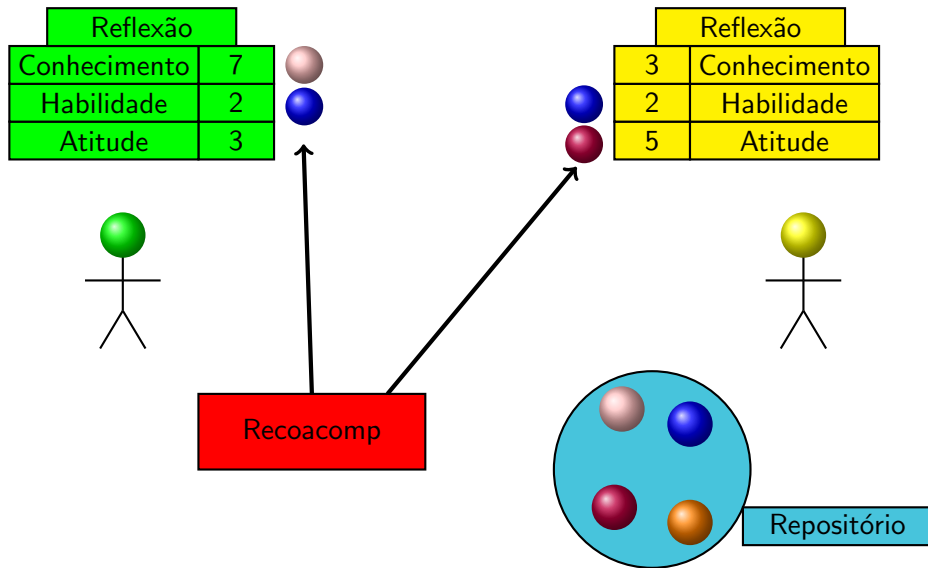 Reflexão
Conhecimento 7
Habilidade 2
Atitude 3
Reflexão
3 Conhecimento
2 Habilidade
5 Atitude
Recoacomp
Repositório